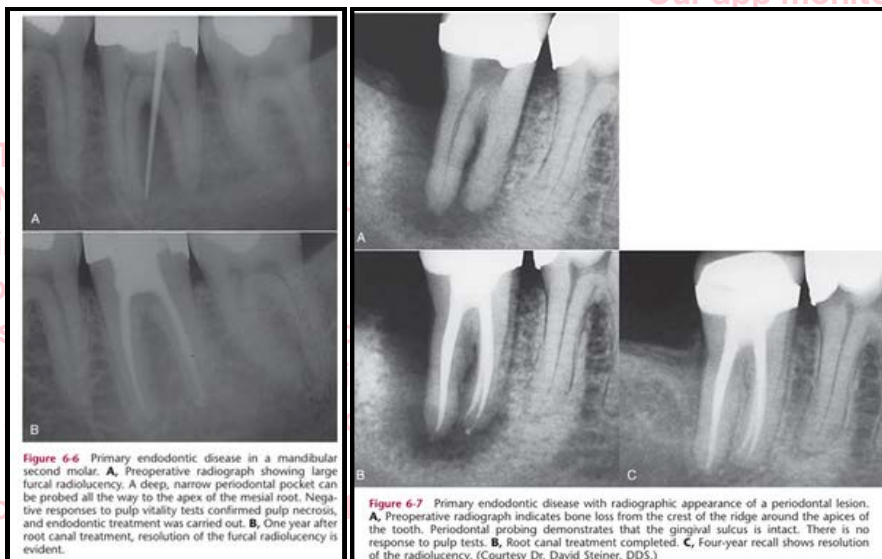 Our app monito
A
B
Figure 6-6 Primary endodontic disease in a mandibular
second molar. A, Preoperative radiograph showing large
furcal radiolucency. A deep, narrow periodontal pocket can
be probed all the way to the apex of the mesial root. Nega-
tive responses to pulp vitality tests confirmed pulp necrosis,
and endodontic treatment was carried out. B, One year after
root canal treatment, resolution of the furcal radiolucency is
evident.
A
B
C
Figure 6-7 Primary endodontic disease with radiographic appearance of a periodontal lesion.
A, Preoperative radiograph indicates bone loss from the crest of the ridge around the apices of
the tooth. Periodontal probing demonstrates that the gingival sulcus is intact. There is no
response to pulp tests. B, Root canal treatment completed. C, Four-year recall shows resolution
of the radiolucency. (Courtesy Dr. David Steiner, DDS.)